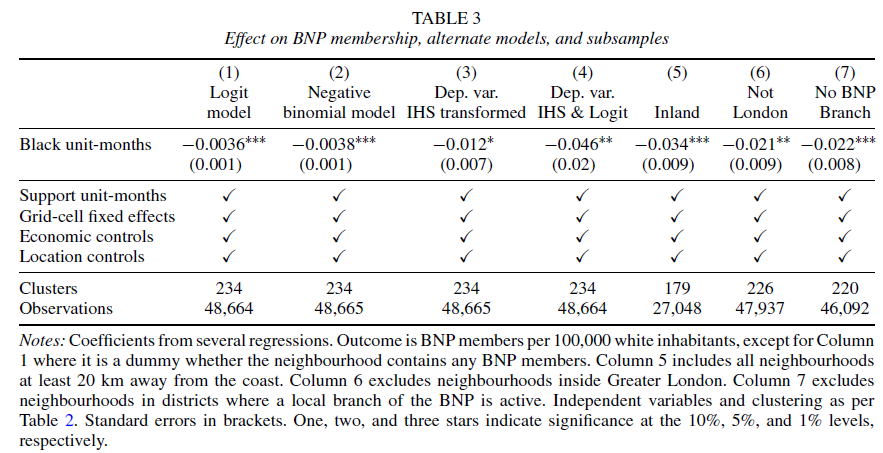 TABLE 3
Effect on BNP membership, alternate models, and subsamples
(1) (2) (3) (4) (5) (6) (7)
Logit Negative Dep. var. Dep. var. Not No BNP
model binomial model IHS transformed IHS & Logit Inland London Branch
Black unit-months −0.0036*** −0.0038*** −0.012* −0.046** −0.034*** −0.021** −0.022***
(0.001) (0.001) (0.007) (0.02) (0.009) (0.009) (0.008)
Support unit-months ✓ ✓ ✓ ✓ ✓ ✓ ✓
Grid-cell fixed effects ✓ ✓ ✓ ✓ ✓ ✓ ✓
Economic controls ✓ ✓ ✓ ✓ ✓ ✓ ✓
Location controls ✓ ✓ ✓ ✓ ✓ ✓ ✓
Clusters 234 234 234 234 179 226 220
Observations 48,664 48,665 48,665 48,664 27,048 47,937 46,092
Notes: Coefficients from several regressions. Outcome is BNP members per 100,000 white inhabitants, except for Column
1 where it is a dummy whether the neighbourhood contains any BNP members. Column 5 includes all neighbourhoods
at least 20 km away from the coast. Column 6 excludes neighbourhoods inside Greater London. Column 7 excludes
neighbourhoods in districts where a local branch of the BNP is active. Independent variables and clustering as per
Table 2. Standard errors in brackets. One, two, and three stars indicate significance at the 10%, 5%, and 1% levels,
respectively.